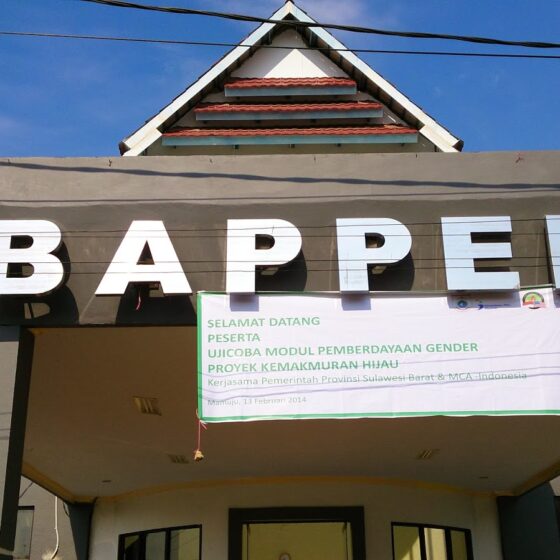 BAPPE
SELAMAT DATANG
PESERTA
UJICOBA MODUL PEMBERDAYAAN GENDER
PROYEK KEMAKMURAN HIJAU
Kerjasama Pemerintah Provinsi Sulawesi Barat & MCA -Indonesia
Mamuju, 13 Februari 2014